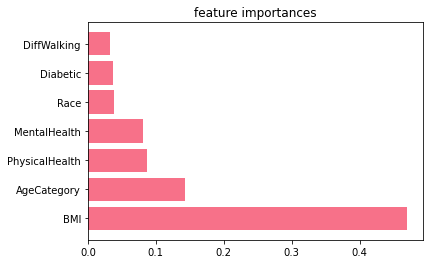 feature importances
DiffWalking
Diabetic
Race
MentalHealth
PhysicalHealth
AgeCategory
BMI
0.0 0.1 0.2 0.3 0.4